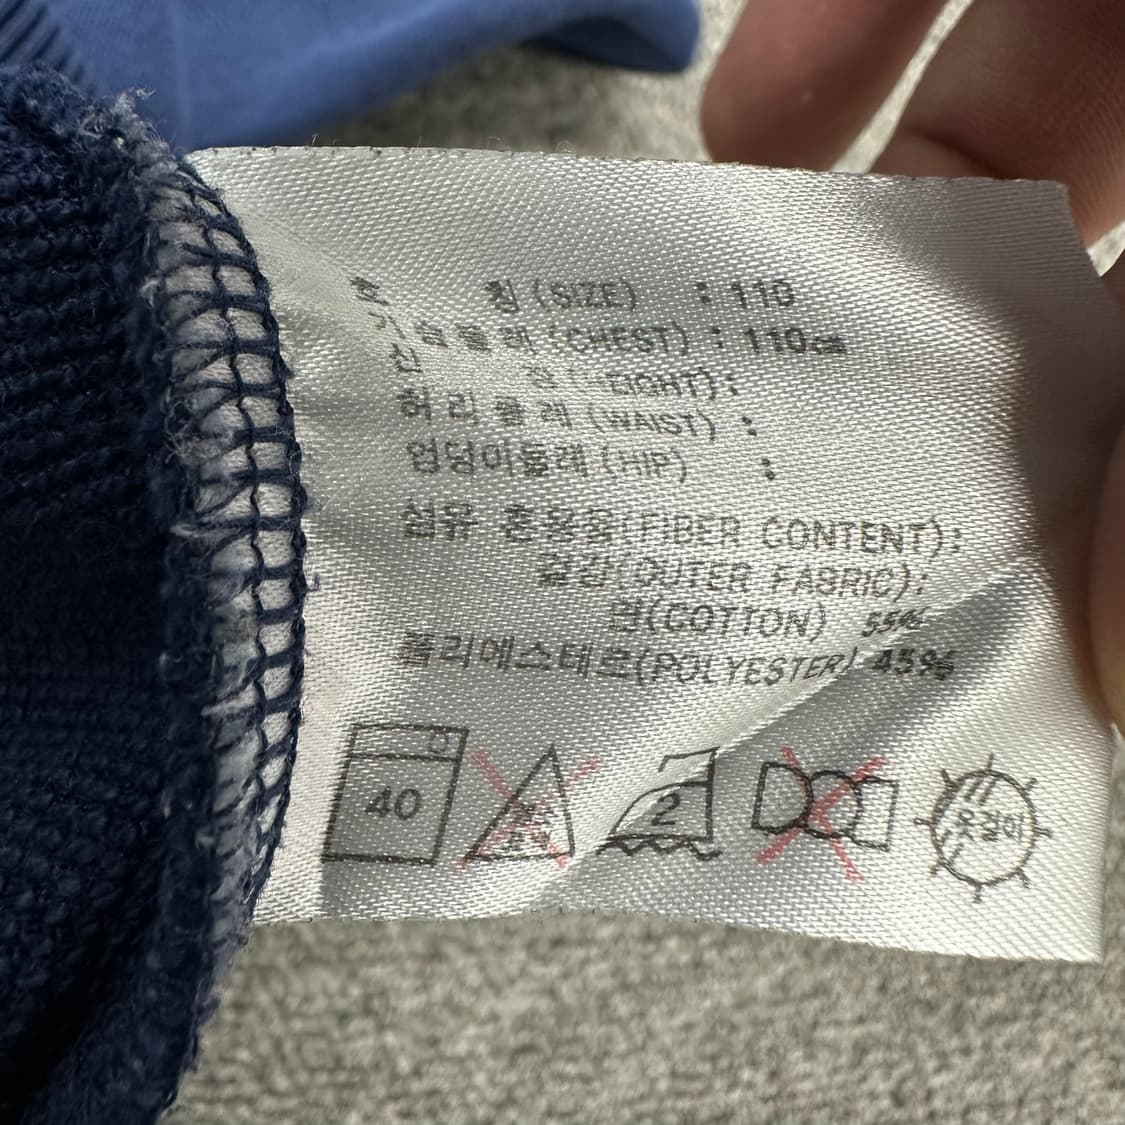 호 칭 (SIZE) : 110
가슴둘레 (CHEST) : 110㎝
신 장 (HEIGHT):
허리둘레 (WAIST) :
엉덩이둘레 (HIP) :
섬유 혼용율(FIBER CONTENT):
겉감(OUTER FABRIC):
면(COTTON) 55%
폴리에스테르(POLYESTER) 45%
40
2
옷걸이